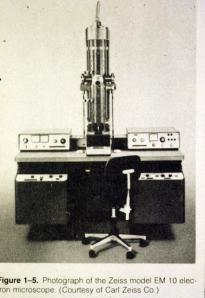 Figure 1–5. Photograph of the Zeiss model EM 10 elec-
tron microscope. (Courtesy of Carl Zeiss Co.)